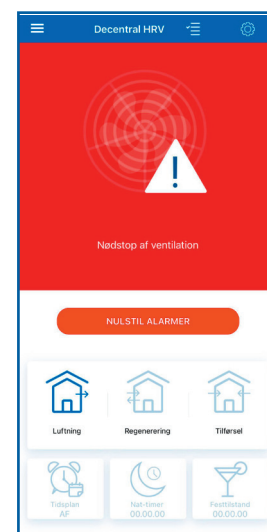 Decentral HRV
Nødstop af ventilation
NULSTIL ALARMER
Luftning
Regenerering
Tilførsel
Tidsplan
AF
Nat-timer
00.00.00
Festtilstand
00.00.00